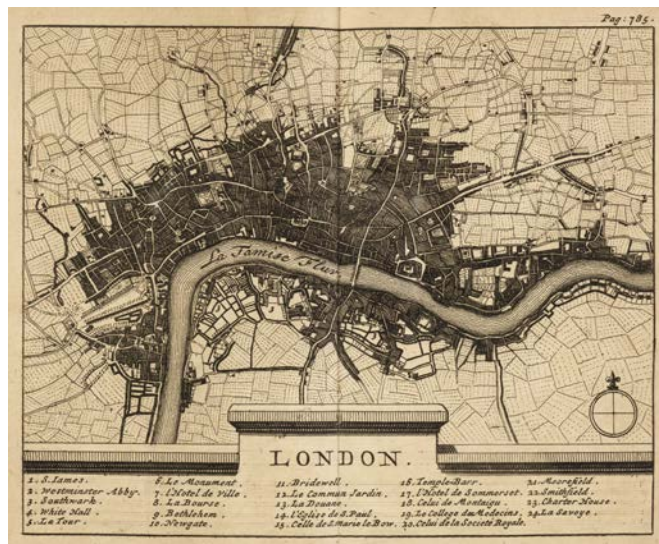 Pag: 785.
La Tamise Fluv
LONDON.
1. S. Iames.
2. Westminster Abby.
3. Southwark.
4. White Hall.
5. La Tour.
6. Le Monument.
7. l'Hotel de Ville.
8. La Bourse.
9. Bethlehem.
10. Newgate.
11. Bridewell.
12. Le Commun Jardin.
13. La Douane.
14. l'Eglise de S. Paul.
15. Celle de S. Marie le Bow.
16. Temple-Barr.
17. l'Hotel de Sommerset.
18. Celui de Montaigu.
19. Le College des Medecins.
20. Celui de la Societé Royale.
21. Moorefield.
22. Smithfield.
23. Charter House.
24. La Savoye.